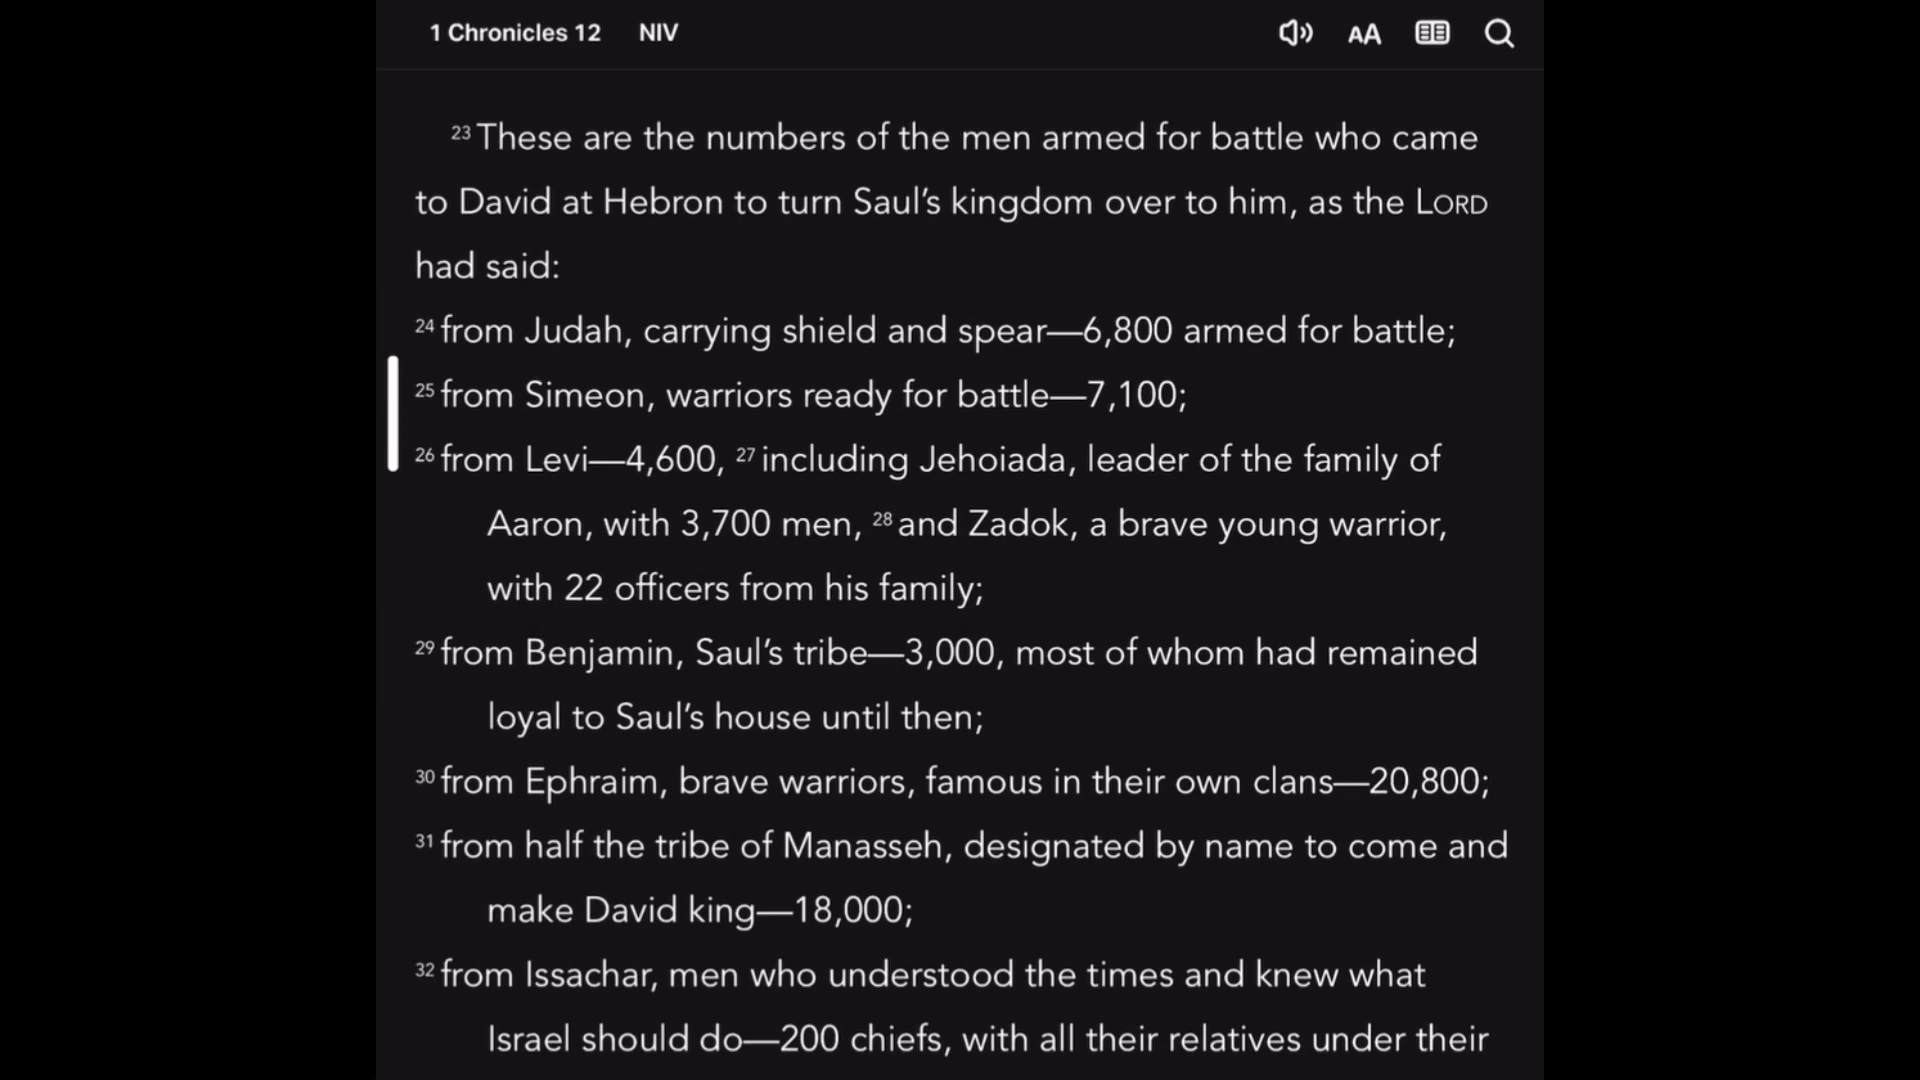 1 Chronicles 12 NIV AA
23 These are the numbers of the men armed for battle who came
to David at Hebron to turn Saul’s kingdom over to him, as the LORD
had said:
24 from Judah, carrying shield and spear—6,800 armed for battle;
25 from Simeon, warriors ready for battle—7,100;
26 from Levi—4,600, 27 including Jehoiada, leader of the family of
Aaron, with 3,700 men, 28 and Zadok, a brave young warrior,
with 22 officers from his family;
29 from Benjamin, Saul’s tribe—3,000, most of whom had remained
loyal to Saul’s house until then;
30 from Ephraim, brave warriors, famous in their own clans—20,800;
31 from half the tribe of Manasseh, designated by name to come and
make David king—18,000;
32 from Issachar, men who understood the times and knew what
Israel should do—200 chiefs, with all their relatives under their